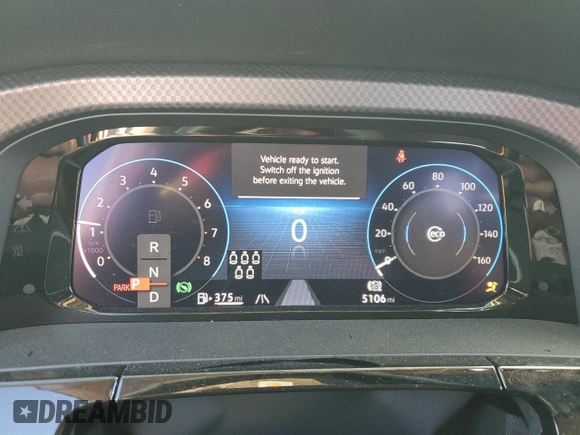 Vehicle ready to start.
Switch off the ignition
before exiting the vehicle.
0 1 2 3 4 5 6 7 8
rpm
x1000
R
N
PARK P
D
0
0 20 40 60 80 100 120 140 160
mph
eco
375 mi
5106 mi
DREAMBID